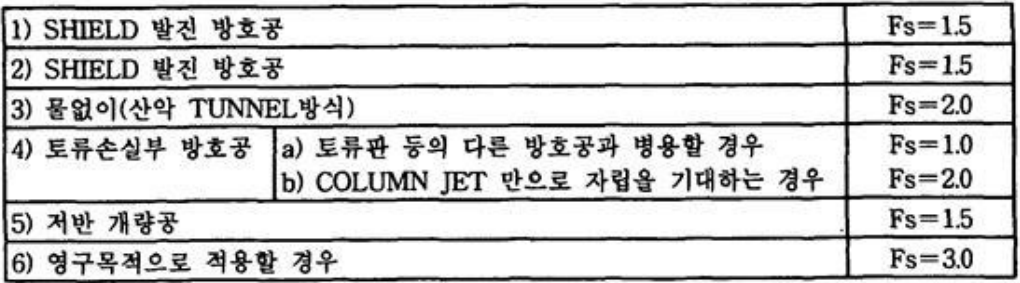 1) SHIELD 발진 방호공 Fs=1.5
2) SHIELD 발진 방호공 Fs=1.5
3) 물없이(산악 TUNNEL방식) Fs=2.0
4) 토류손실부 방호공 a) 토류판 등의 다른 방호공과 병용할 경우 Fs=1.0
b) COLUMN JET 만으로 자립을 기대하는 경우 Fs=2.0
5) 저반 개량공 Fs=1.5
6) 영구목적으로 적용할 경우 Fs=3.0